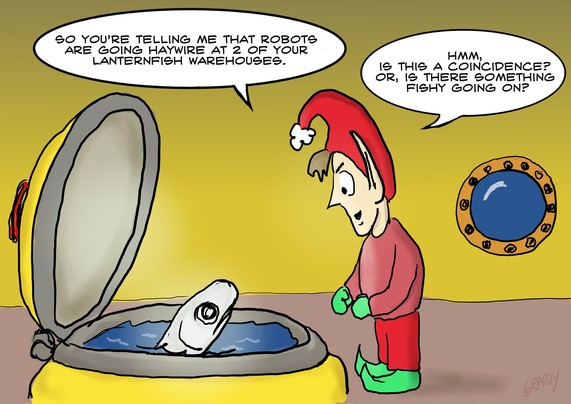 SO YOU'RE TELLING ME THAT ROBOTS
ARE GOING HAYWIRE AT 2 OF YOUR
LANTERNFISH WAREHOUSES.
HMM,
IS THIS A COINCIDENCE?
OR, IS THERE SOMETHING
FISHY GOING ON?
GRADY